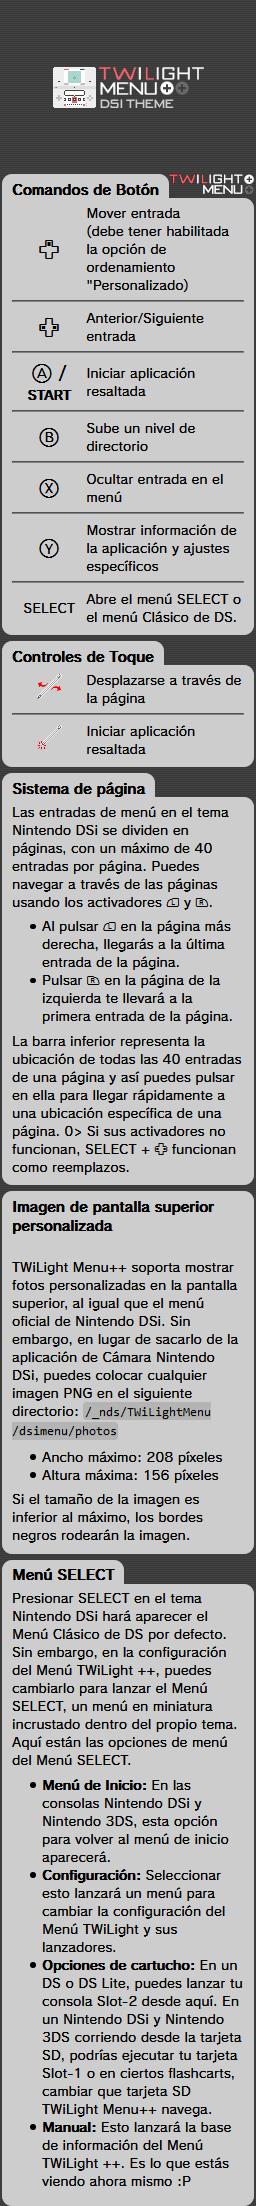 TWiLIGHT
MENU++
DSI THEME
TWiLIGHT
MENU++
Comandos de Botón
Mover entrada
(debe tener habilitada
la opción de
ordenamiento
"Personalizado)
Anterior/Siguiente
entrada
Ⓐ /
START
Iniciar aplicación
resaltada
Ⓑ
Sube un nivel de
directorio
Ⓧ
Ocultar entrada en el
menú
Ⓨ
Mostrar información de
la aplicación y ajustes
específicos
SELECT
Abre el menú SELECT o
el menú Clásico de DS.
Controles de Toque
Desplazarse a través de
la página
Iniciar aplicación
resaltada
Sistema de página
Las entradas de menú en el tema
Nintendo DSi se dividen en
páginas, con un máximo de 40
entradas por página. Puedes
navegar a través de las páginas
usando los activadores L y R.
• Al pulsar L en la página más
derecha, llegarás a la última
entrada de la página.
• Pulsar R en la página de la
izquierda te llevará a la
primera entrada de la página.
La barra inferior representa la
ubicación de todas las 40 entradas
de una página y así puedes pulsar
en ella para llegar rápidamente a
una ubicación específica de una
página. 0> Si sus activadores no
funcionan, SELECT + funcionan
como reemplazos.
Imagen de pantalla superior
personalizada
TWiLight Menu++ soporta mostrar
fotos personalizadas en la pantalla
superior, al igual que el menú
oficial de Nintendo DSi. Sin
embargo, en lugar de sacarlo de la
aplicación de Cámara Nintendo
DSi, puedes colocar cualquier
imagen PNG en el siguiente
directorio: /_nds/TWiLightMenu
/dsimenu/photos
• Ancho máximo: 208 píxeles
• Altura máxima: 156 píxeles
Si el tamaño de la imagen es
inferior al máximo, los bordes
negros rodearán la imagen.
Menú SELECT
Presionar SELECT en el tema
Nintendo DSi hará aparecer el
Menú Clásico de DS por defecto.
Sin embargo, en la configuración
del Menú TWiLight ++, puedes
cambiarlo para lanzar el Menú
SELECT, un menú en miniatura
incrustado dentro del propio tema.
Aquí están las opciones de menú
del Menú SELECT.
• Menú de Inicio: En las
consolas Nintendo DSi y
Nintendo 3DS, esta opción
para volver al menú de inicio
aparecerá.
• Configuración: Seleccionar
esto lanzará un menú para
cambiar la configuración del
Menú TWiLight y sus
lanzadores.
• Opciones de cartucho: En un
DS o DS Lite, puedes lanzar tu
consola Slot-2 desde aquí. En
un Nintendo DSi y Nintendo
3DS corriendo desde la tarjeta
SD, podrías ejecutar tu tarjeta
Slot-1 o en ciertos flashcarts,
cambiar que tarjeta SD
TWiLight Menu++ navega.
• Manual: Esto lanzará la base
de información del Menú
TWiLight ++. Es lo que estás
viendo ahora mismo :P